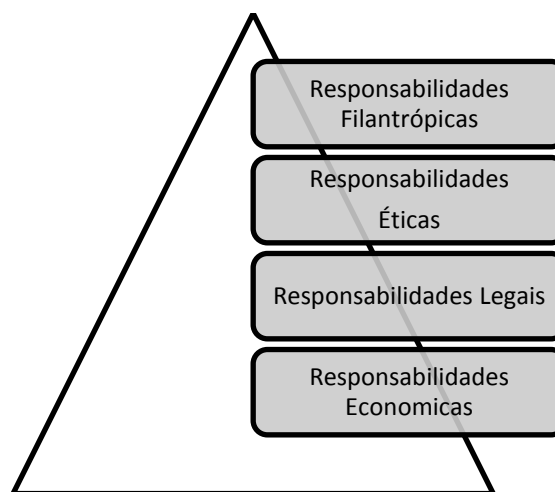 Responsabilidades
Filantrópicas
Responsabilidades
Éticas
Responsabilidades Legais
Responsabilidades
Economicas